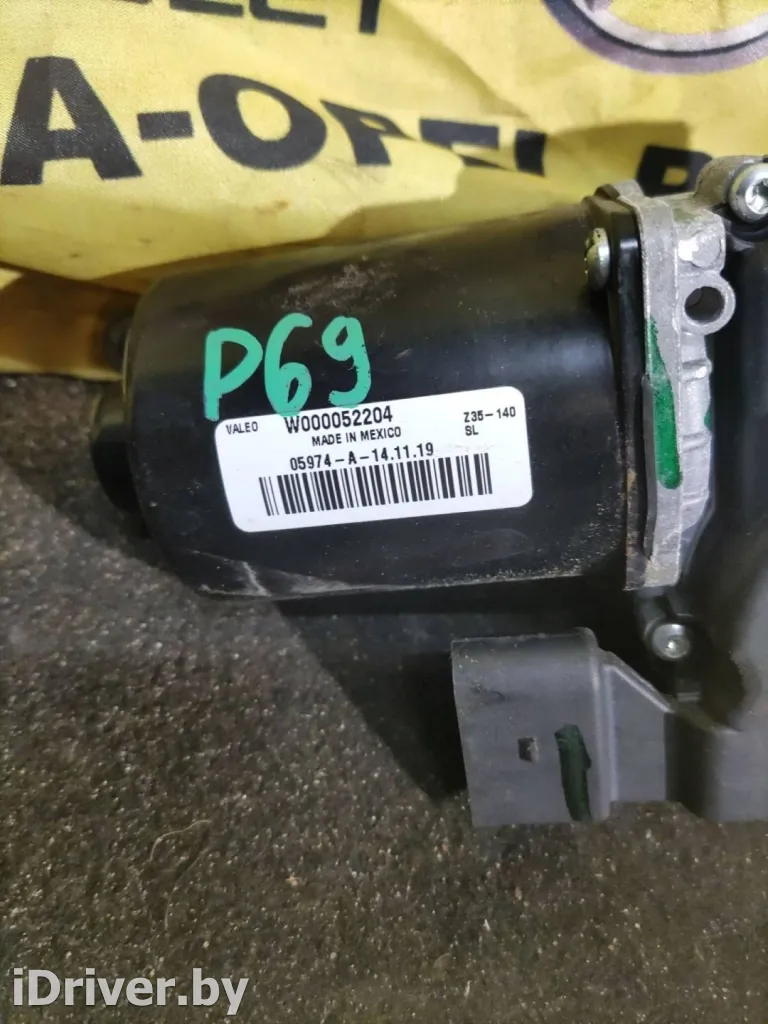 A-OPEL
P69
VALEO W000052204 Z35-140
MADE IN MEXICO SL
05974-A-14.11.19
iDriver.by